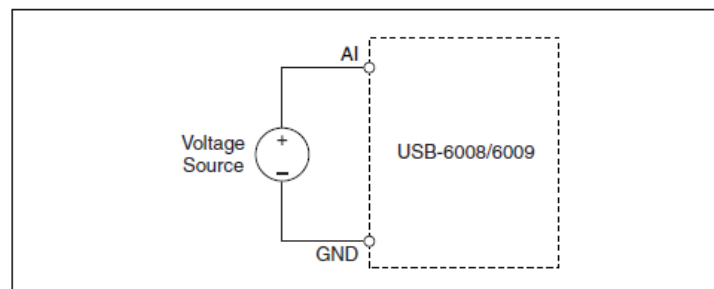 AI
+
Voltage
Source
USB-6008/6009
–
GND